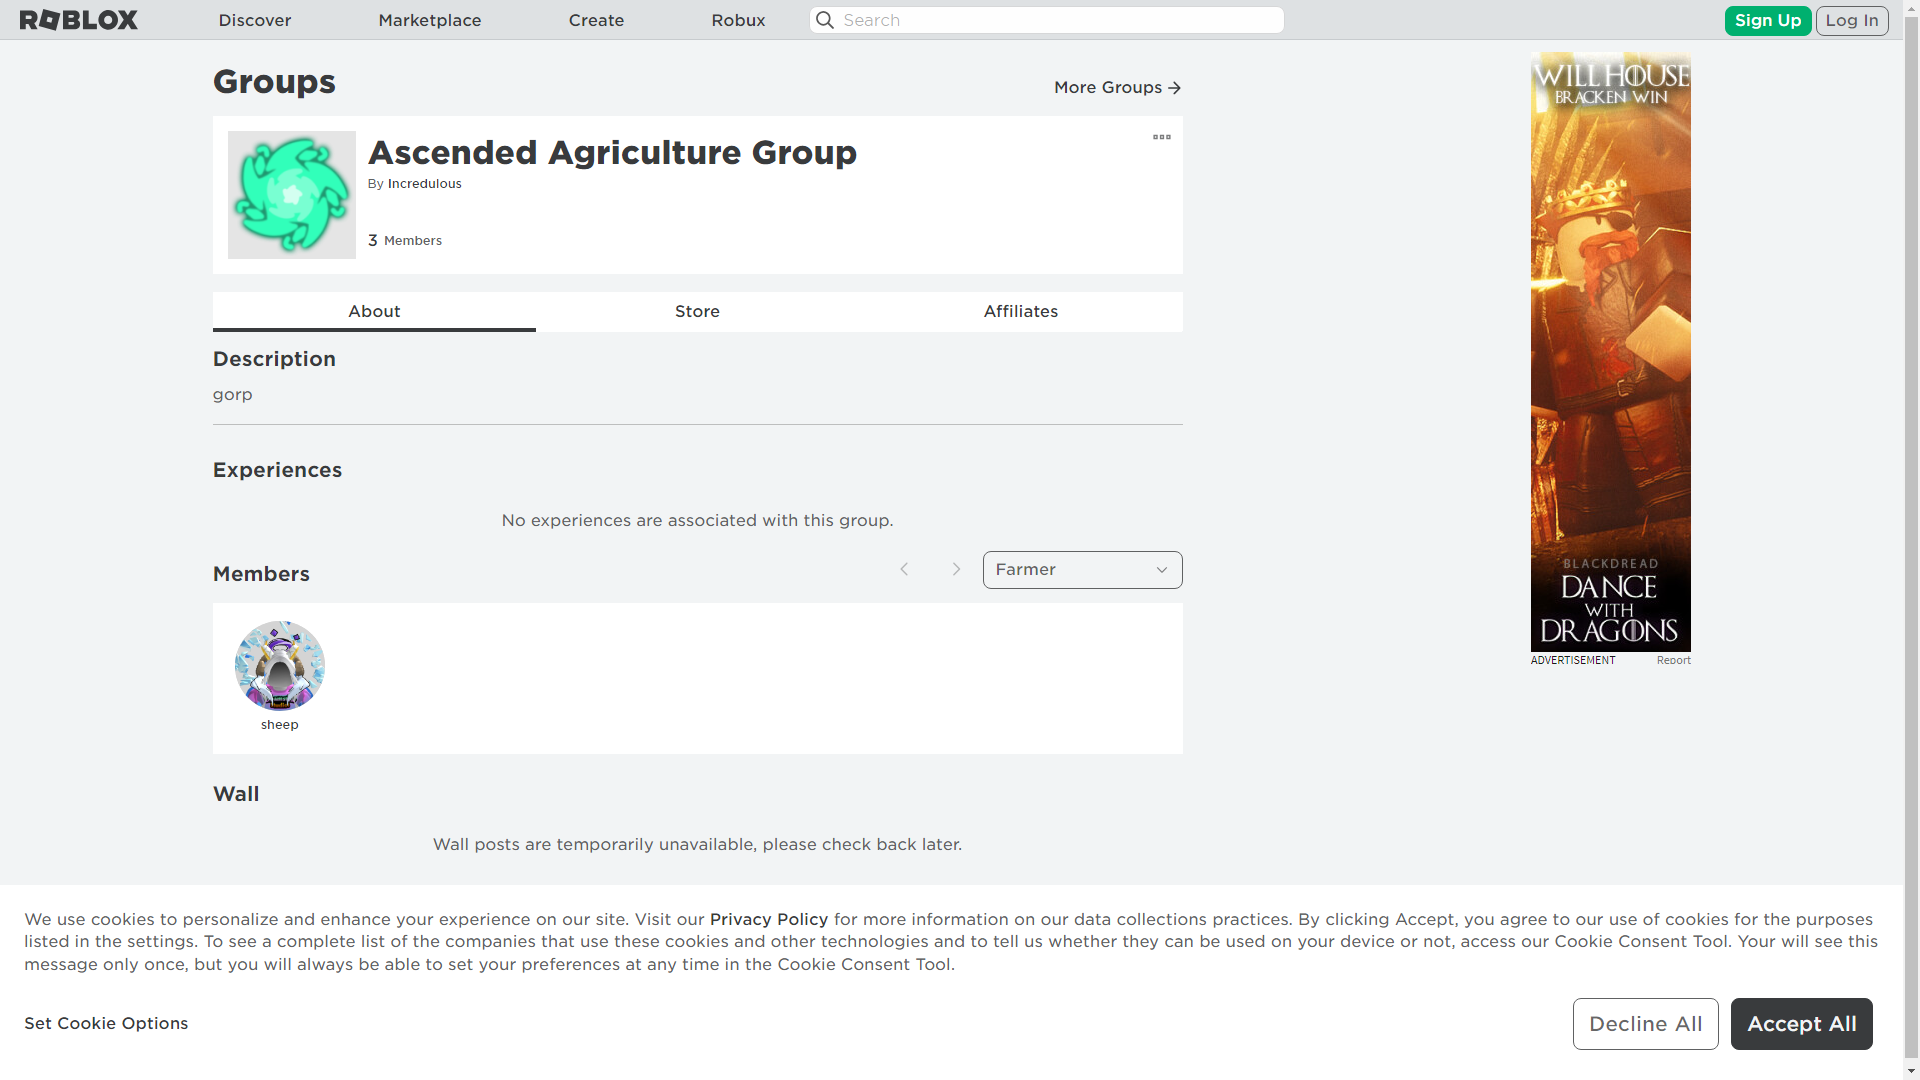 ROBLOX
Discover
Marketplace
Create
Robux
Search
Sign Up
Log In
Groups
More Groups
Ascended Agriculture Group
By Incredulous
3 Members
About
Store
Affiliates
Description
gorp
Experiences
No experiences are associated with this group.
Members
Farmer
sheep
Wall
Wall posts are temporarily unavailable, please check back later.
WILL HOUSE
BRACKEN WIN
BLACKDREAD
DANCE
WITH
DRAGONS
ADVERTISEMENT
Report
We use cookies to personalize and enhance your experience on our site. Visit our Privacy Policy for more information on our data collections practices. By clicking Accept, you agree to our use of cookies for the purposes
listed in the settings. To see a complete list of the companies that use these cookies and other technologies and to tell us whether they can be used on your device or not, access our Cookie Consent Tool. Your will see this
message only once, but you will always be able to set your preferences at any time in the Cookie Consent Tool.
Set Cookie Options
Decline All
Accept All